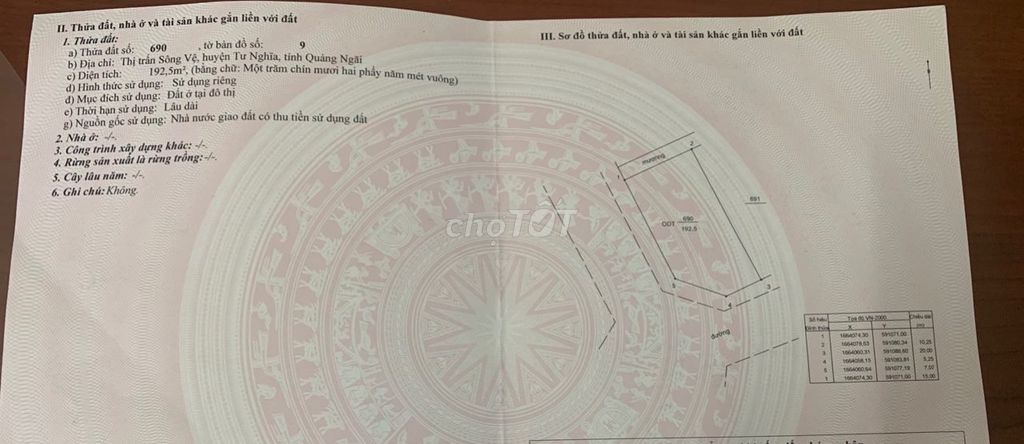 II. Thửa đất, nhà ở và tài sản khác gắn liền với đất
1. Thửa đất:
a) Thửa đất số: 690 , tờ bản đồ số: 9
b) Địa chỉ: Thị trấn Sông Vệ, huyện Tư Nghĩa, tỉnh Quảng Ngãi
c) Diện tích: 192,5m², (bằng chữ: Một trăm chín mươi hai phẩy năm mét vuông)
d) Hình thức sử dụng: Sử dụng riêng
đ) Mục đích sử dụng: Đất ở tại đô thị
e) Thời hạn sử dụng: Lâu dài
g) Nguồn gốc sử dụng: Nhà nước giao đất có thu tiền sử dụng đất
2. Nhà ở: -/-.
3. Công trình xây dựng khác: -/-.
4. Rừng sản xuất là rừng trồng: -/-.
5. Cây lâu năm: -/-.
6. Ghi chú: Không.
III. Sơ đồ thửa đất, nhà ở và tài sản khác gắn liền với đất
2
mương
1
691
690
ODT
192.5
5
4
3
đường
chợTỐT
Số hiệu Tọa độ VN-2000 Chiều dài
đỉnh thửa X Y (m)
1 1664074,30 591071,00
2 1664079,53 591080,34 10.25
3 1664060,31 591088,60 20.00
4 1664058,15 591083,81 5.25
5 1664060,64 591077,19 7.07
1 1664074,30 591071,00 15.00